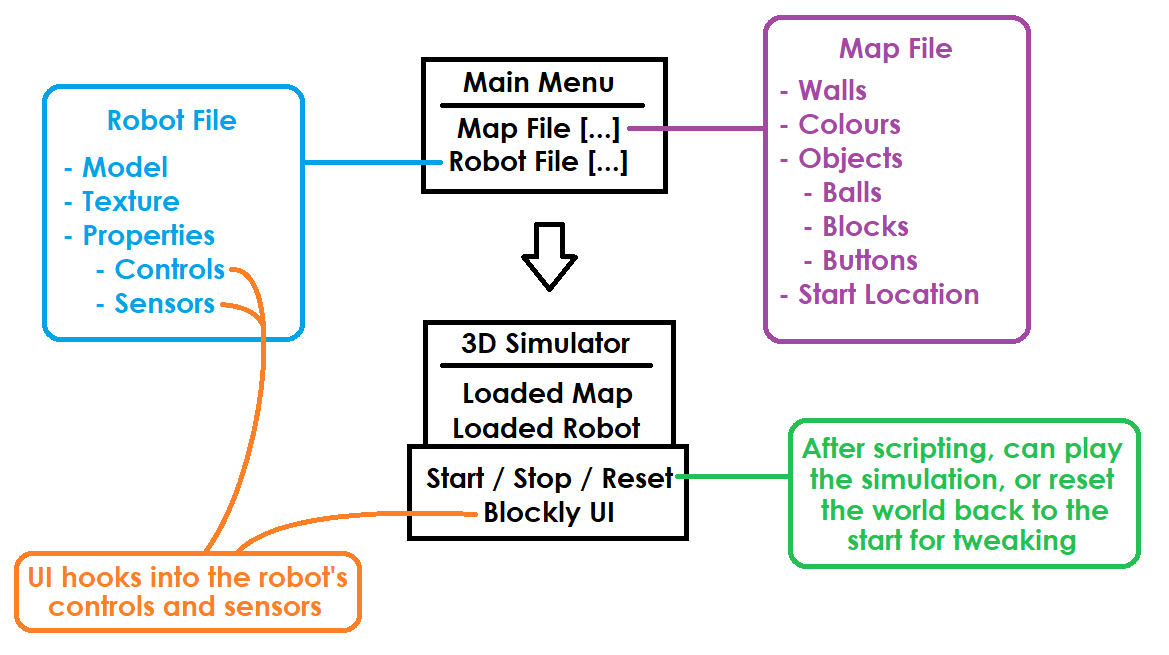 Main Menu
Map File [...]
Robot File [...]
Robot File
- Model
- Texture
- Properties
- Controls
- Sensors
Map File
- Walls
- Colours
- Objects
- Balls
- Blocks
- Buttons
- Start Location
3D Simulator
Loaded Map
Loaded Robot
Start / Stop / Reset
Blockly UI
After scripting, can play
the simulation, or reset
the world back to the
start for tweaking
UI hooks into the robot's
controls and sensors